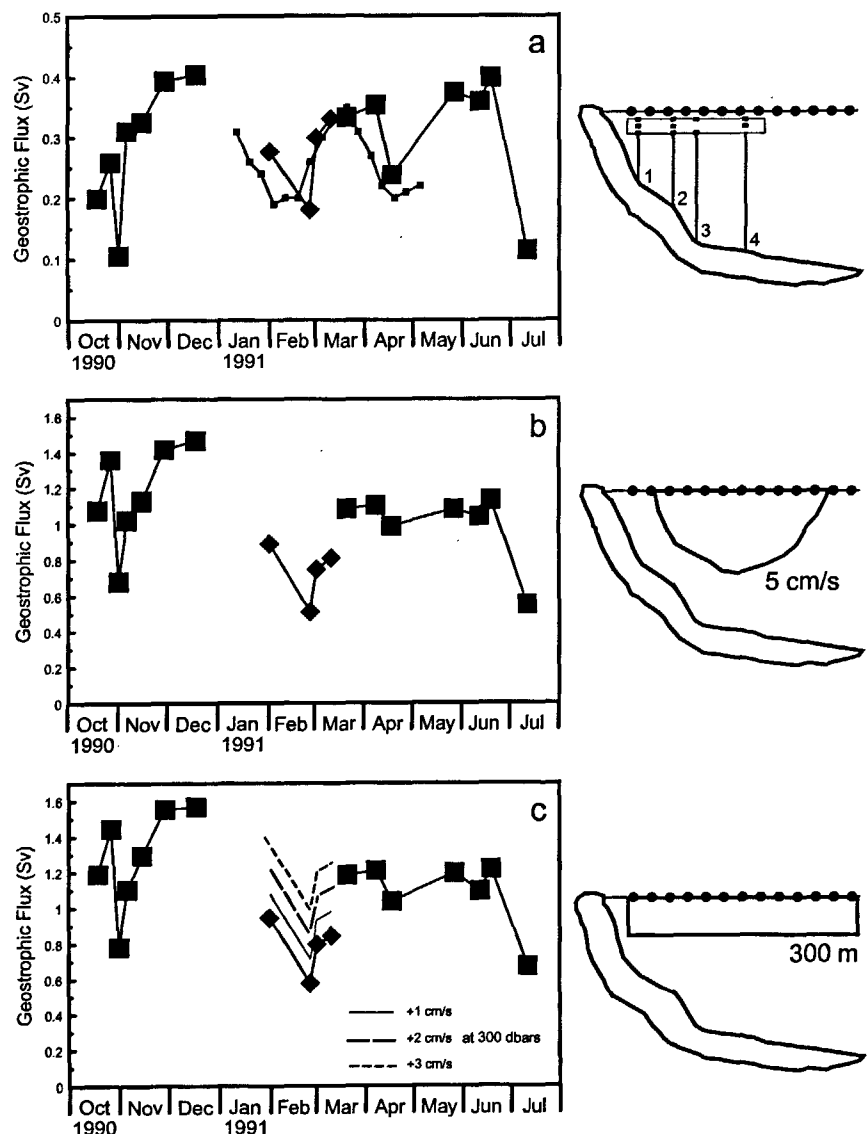 a
Geostrophic Flux (Sv)
0.5
0.4
0.3
0.2
0.1
0
Oct Nov Dec Jan Feb Mar Apr May Jun Jul
1990 1991
1
2
3
4
b
Geostrophic Flux (Sv)
1.6
1.4
1.2
1
0.8
0.6
0.4
0.2
0
Oct Nov Dec Jan Feb Mar Apr May Jun Jul
1990 1991
5 cm/s
c
Geostrophic Flux (Sv)
1.6
1.4
1.2
1
0.8
0.6
0.4
0.2
0
+1 cm/s
+2 cm/s at 300 dbars
+3 cm/s
Oct Nov Dec Jan Feb Mar Apr May Jun Jul
1990 1991
300 m